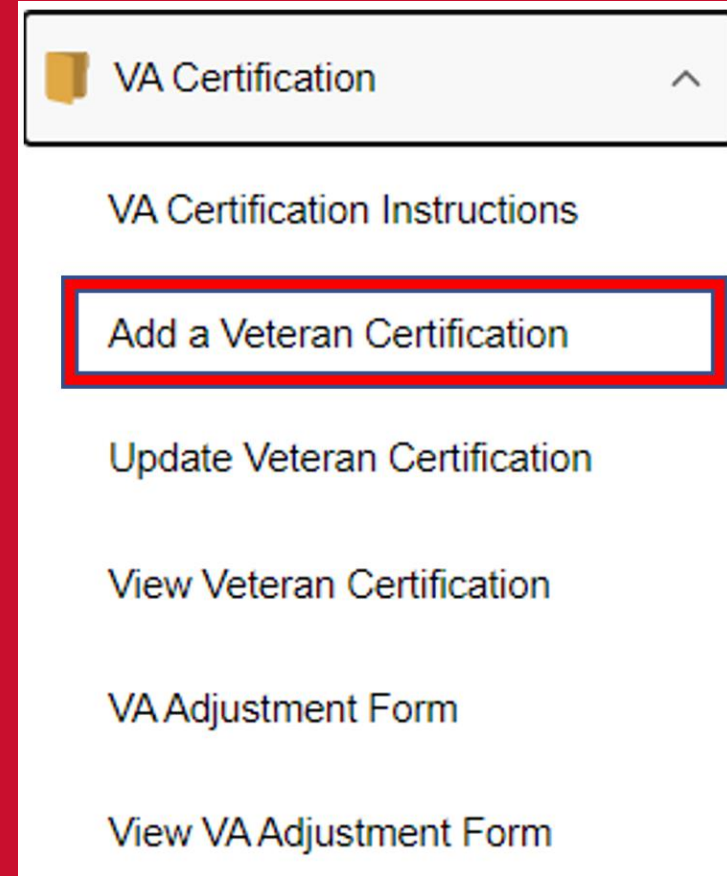 VA Certification
VA Certification Instructions
Add a Veteran Certification
Update Veteran Certification
View Veteran Certification
VA Adjustment Form
View VA Adjustment Form